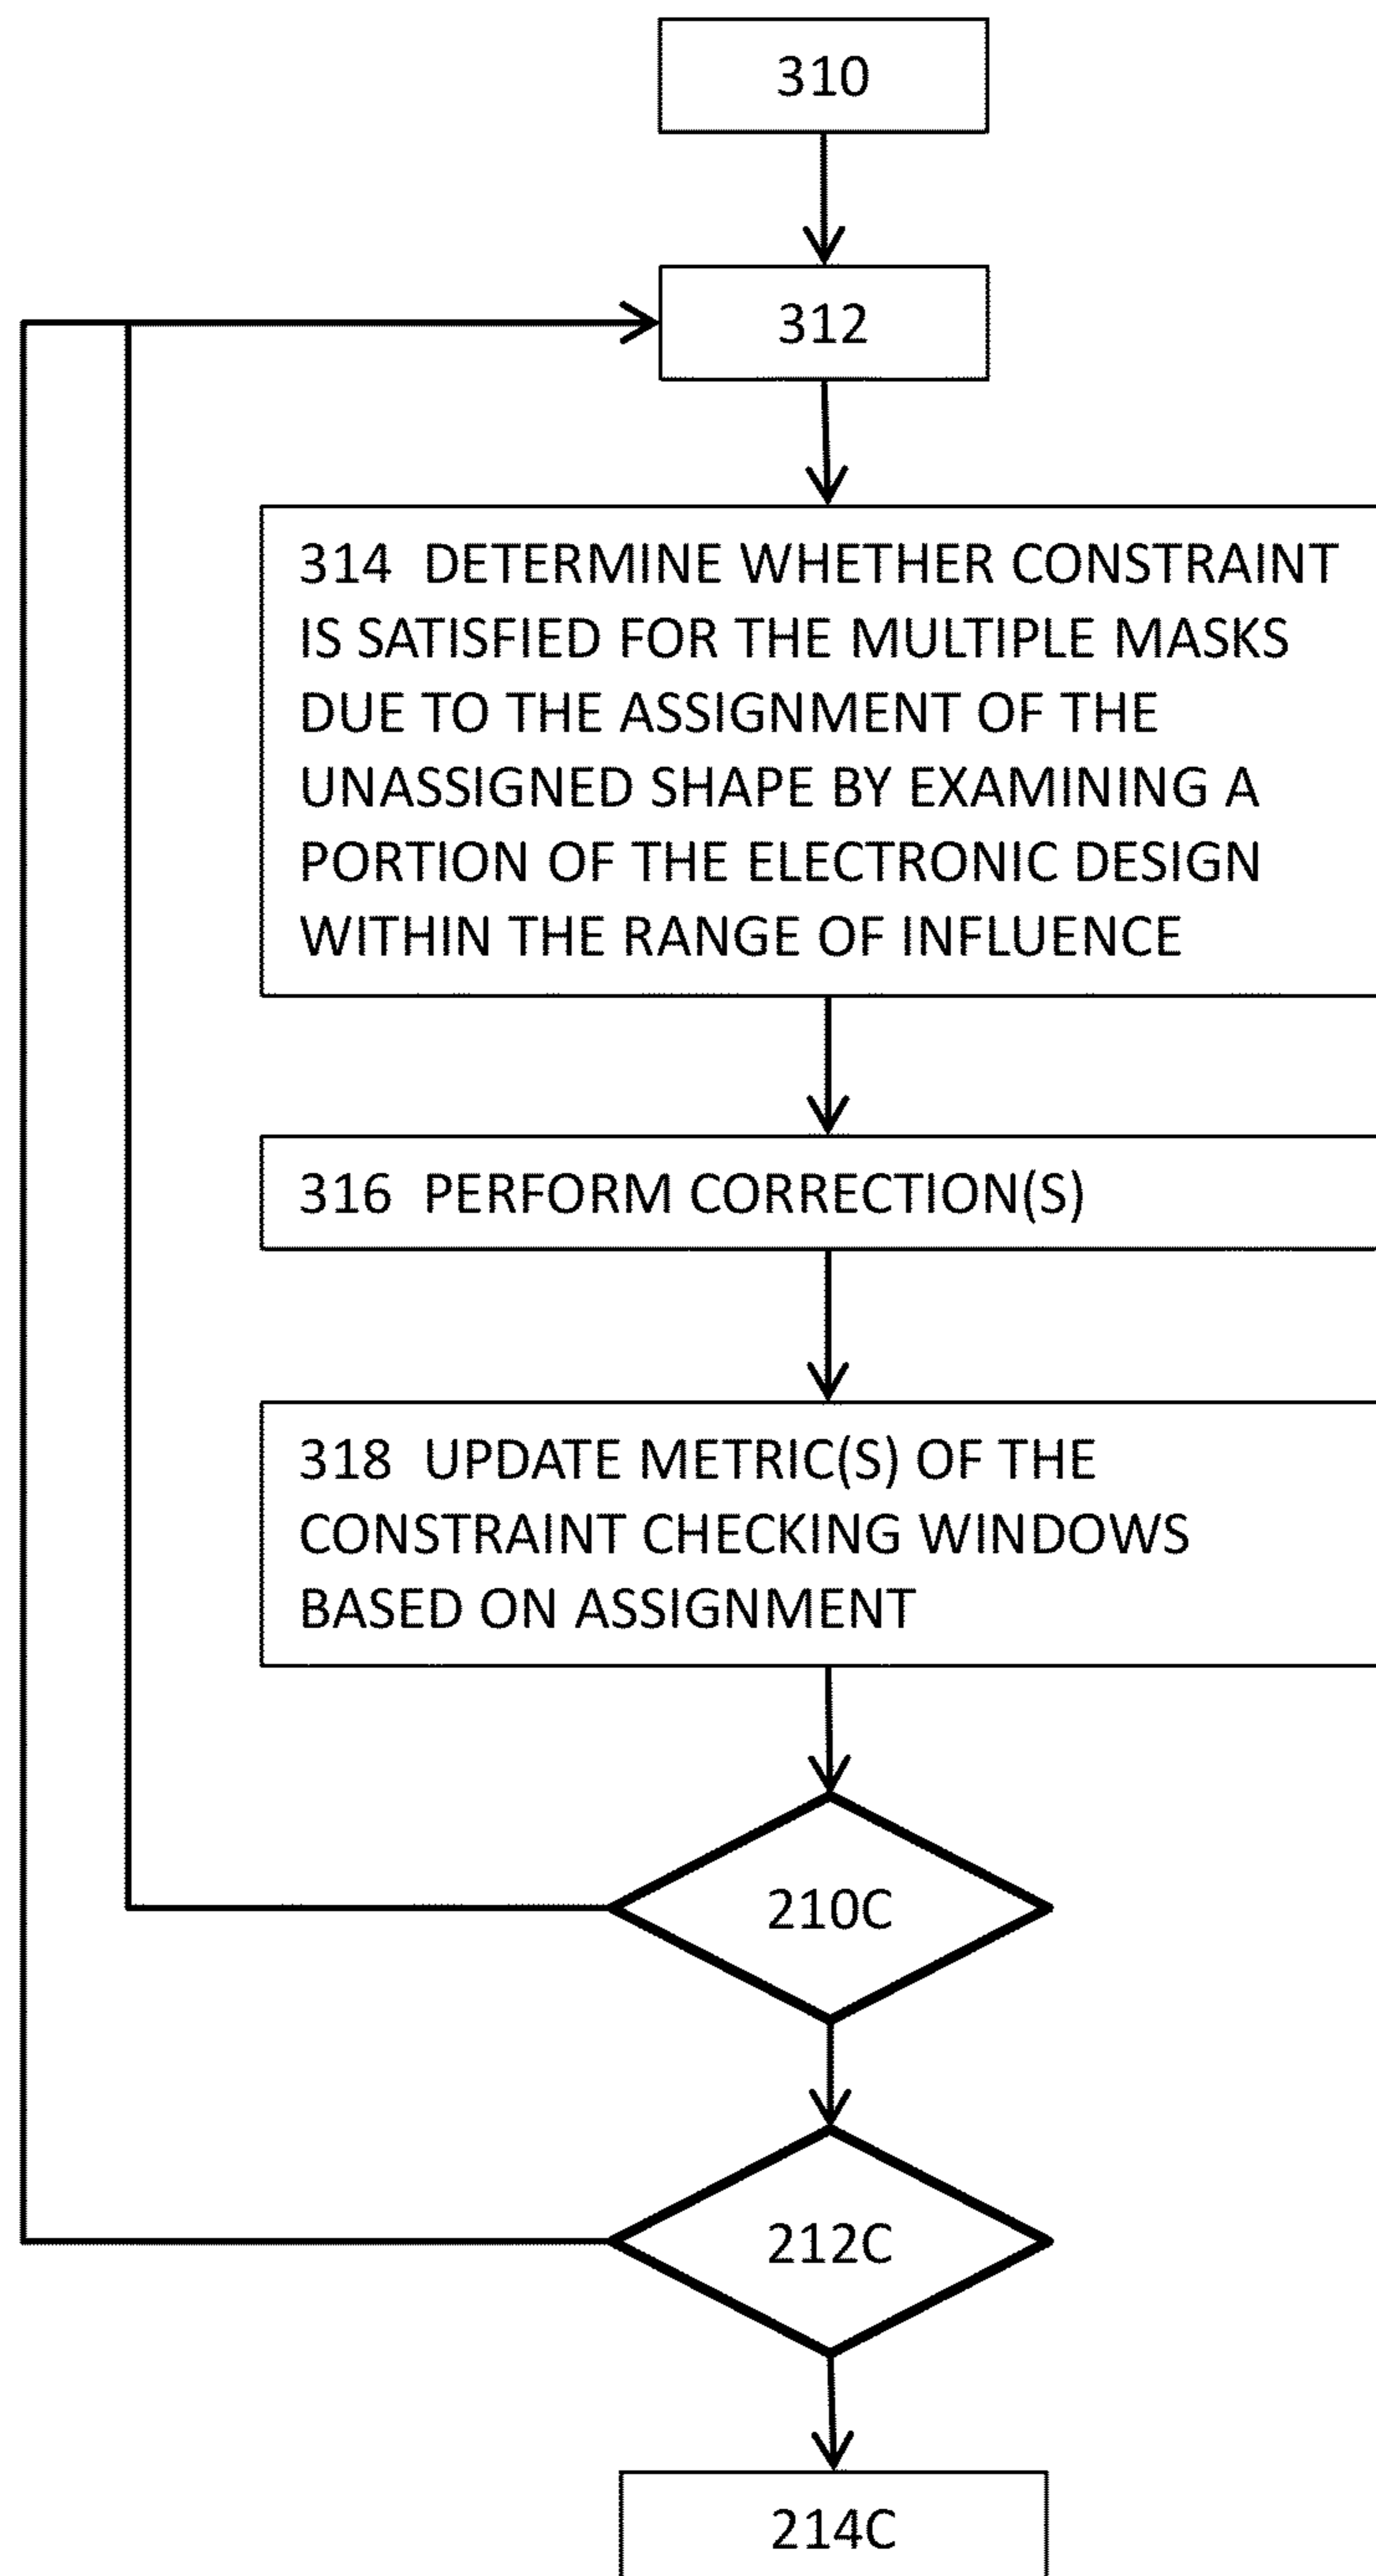 310
312
314 DETERMINE WHETHER CONSTRAINT
IS SATISFIED FOR THE MULTIPLE MASKS
DUE TO THE ASSIGNMENT OF THE
UNASSIGNED SHAPE BY EXAMINING A
PORTION OF THE ELECTRONIC DESIGN
WITHIN THE RANGE OF INFLUENCE
316 PERFORM CORRECTION(S)
318 UPDATE METRIC(S) OF THE
CONSTRAINT CHECKING WINDOWS
BASED ON ASSIGNMENT
210C
212C
214C